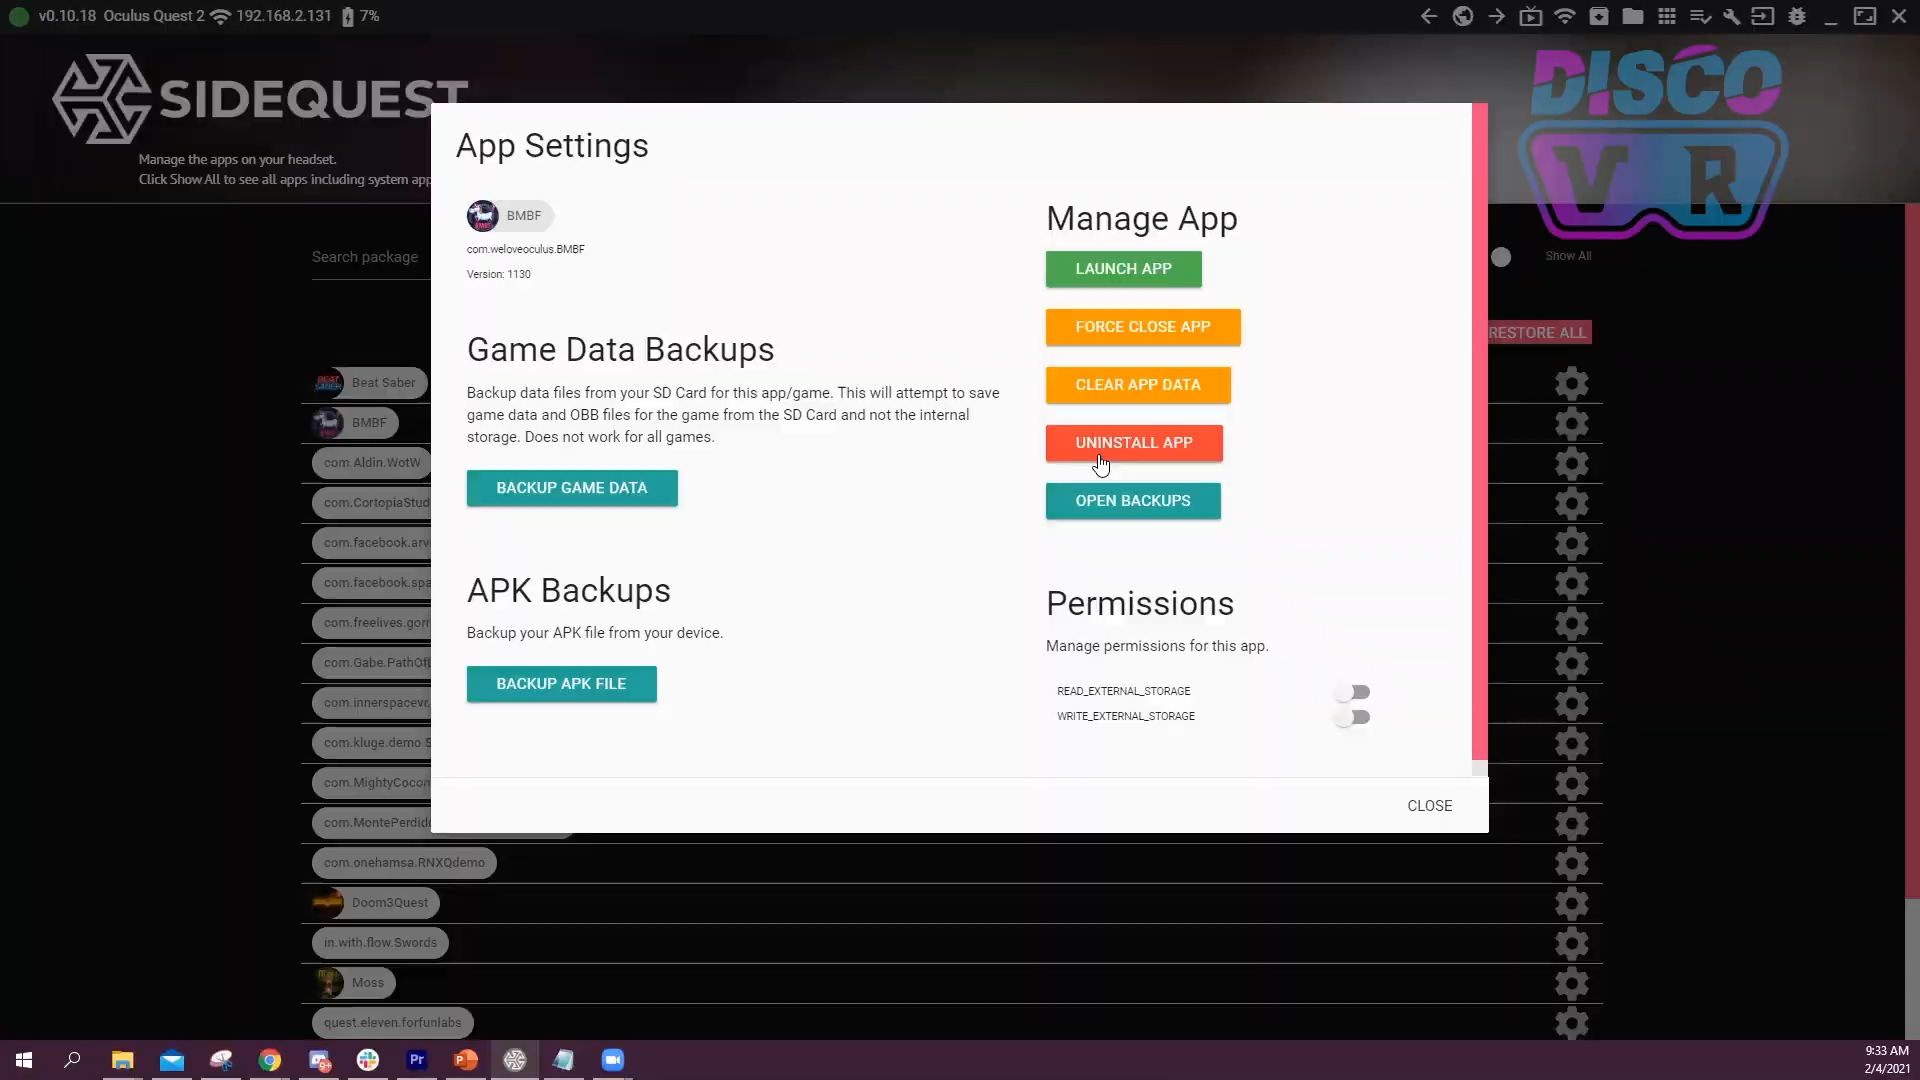 v0.10.18 Oculus Quest 2 192.168.2.131 7%
SIDEQUEST
DISCO
VR
Manage the apps on your headset.
Click Show All to see all apps including system app
App Settings
BMBF
com.weloveoculus.BMBF
Version: 1130
Manage App
LAUNCH APP
FORCE CLOSE APP
CLEAR APP DATA
UNINSTALL APP
OPEN BACKUPS
Game Data Backups
Backup data files from your SD Card for this app/game. This will attempt to save
game data and OBB files for the game from the SD Card and not the internal
storage. Does not work for all games.
BACKUP GAME DATA
APK Backups
Backup your APK file from your device.
BACKUP APK FILE
Permissions
Manage permissions for this app.
READ_EXTERNAL_STORAGE
WRITE_EXTERNAL_STORAGE
CLOSE
Search package
Show All
RESTORE ALL
Beat Saber
BMBF
com.Aldin.WotW
com.CortopiaStud
com.facebook.arv
com.facebook.spa
com.freelives.gorr
com.Gabe.PathOf
com.innerspacevr.
com.kluge.demo.S
com.MightyCocon
com.MontePerdid
com.onehamsa.RNXQdemo
Doom3Quest
in.with.flow.Swords
Moss
quest.eleven.forfunlabs
9+
Pr
9:33 AM
2/4/2021